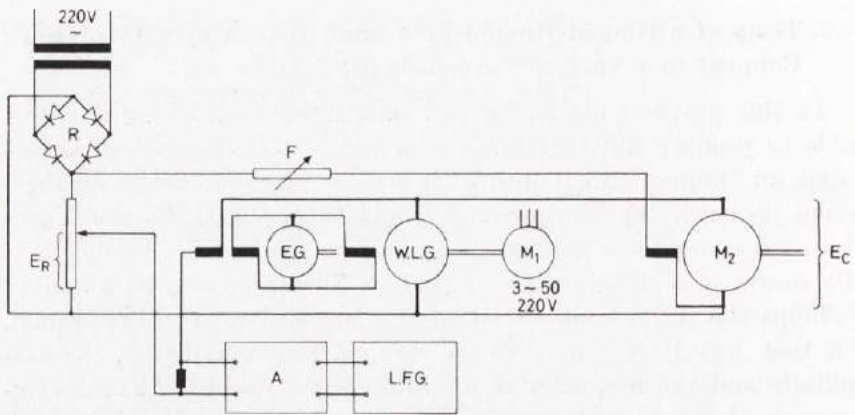 220V
~
R
F
E_R
E.G.
W.L.G.
M₁
3~50
220V
M₂
E_C
A
L.F.G.